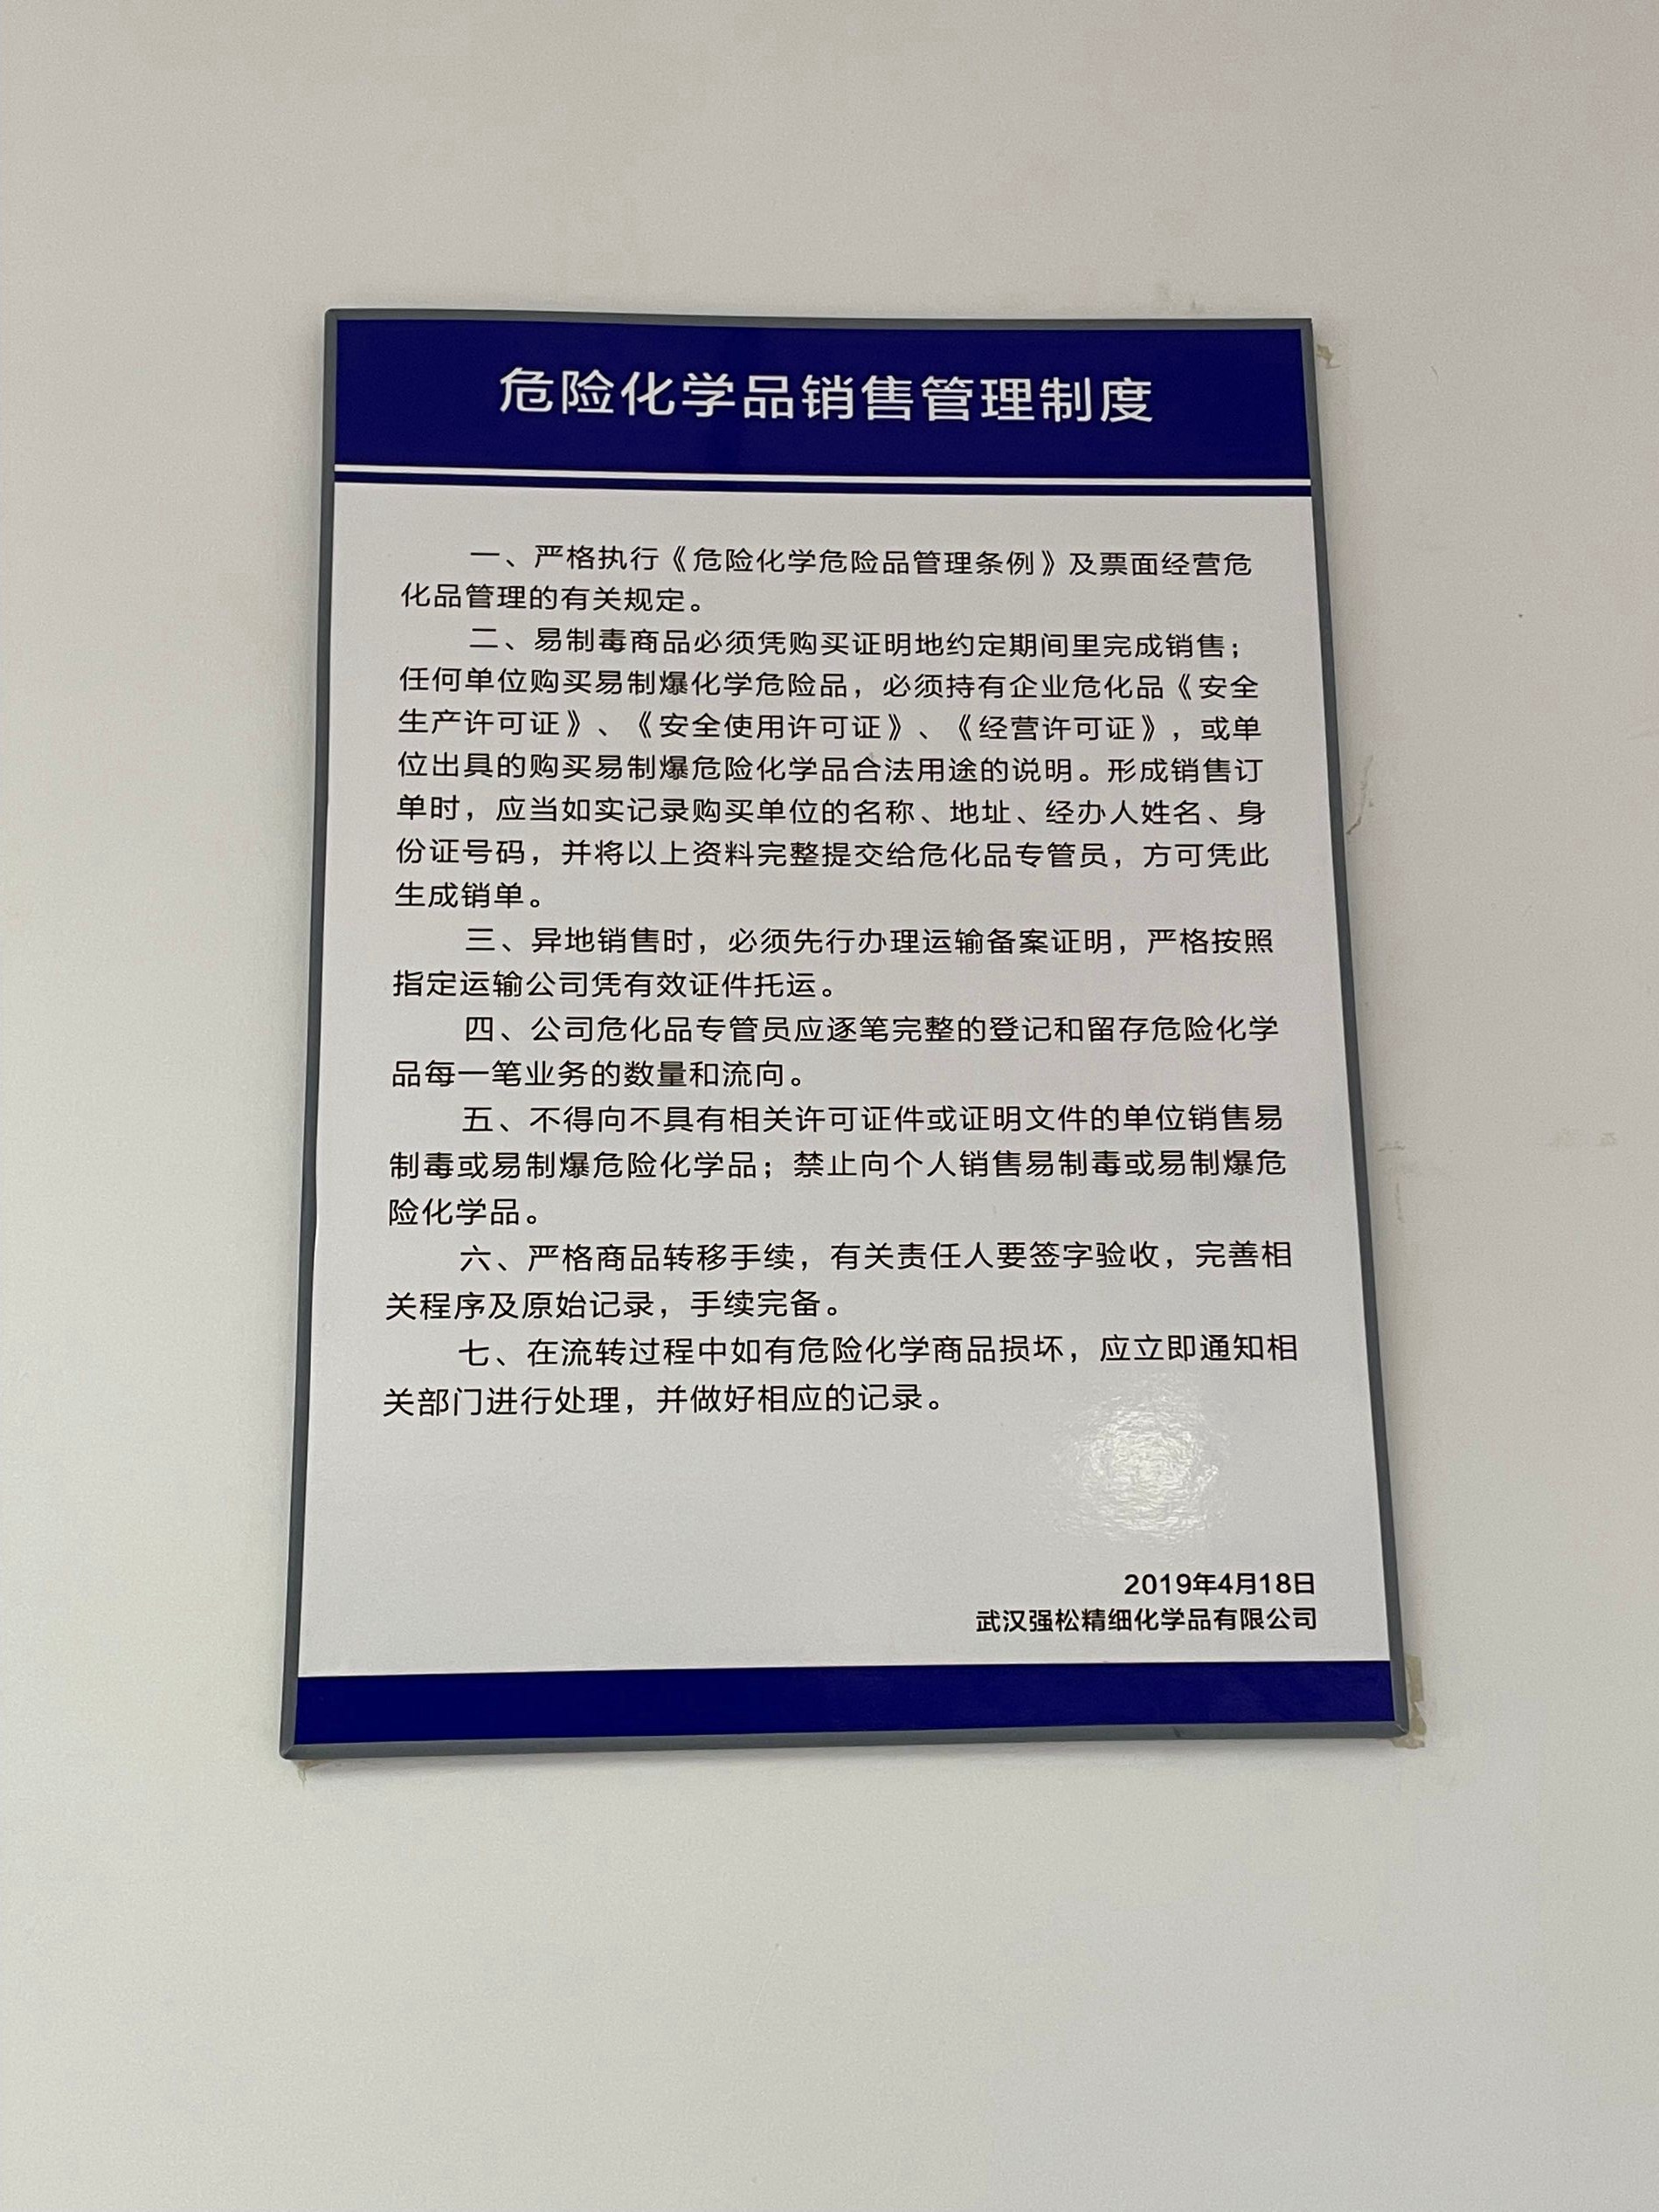 危险化学品销售管理制度
一、严格执行《危险化学危险品管理条例》及票面经营危
化品管理的有关规定。
二、易制毒商品必须凭购买证明地约定期间里完成销售；
任何单位购买易制爆化学危险品，必须持有企业危化品《安全
生产许可证》、《安全使用许可证》、《经营许可证》，或单
位出具的购买易制爆危险化学品合法用途的说明。形成销售订
单时，应当如实记录购买单位的名称、地址、经办人姓名、身
份证号码，并将以上资料完整提交给危化品专管员，方可凭此
生成销单。
三、异地销售时，必须先行办理运输备案证明，严格按照
指定运输公司凭有效证件托运。
四、公司危化品专管员应逐笔完整的登记和留存危险化学
品每一笔业务的数量和流向。
五、不得向不具有相关许可证件或证明文件的单位销售易
制毒或易制爆危险化学品；禁止向个人销售易制毒或易制爆危
险化学品。
六、严格商品转移手续，有关责任人要签字验收，完善相
关程序及原始记录，手续完备。
七、在流转过程中如有危险化学商品损坏，应立即通知相
关部门进行处理，并做好相应的记录。
2019年4月18日
武汉强松精细化学品有限公司